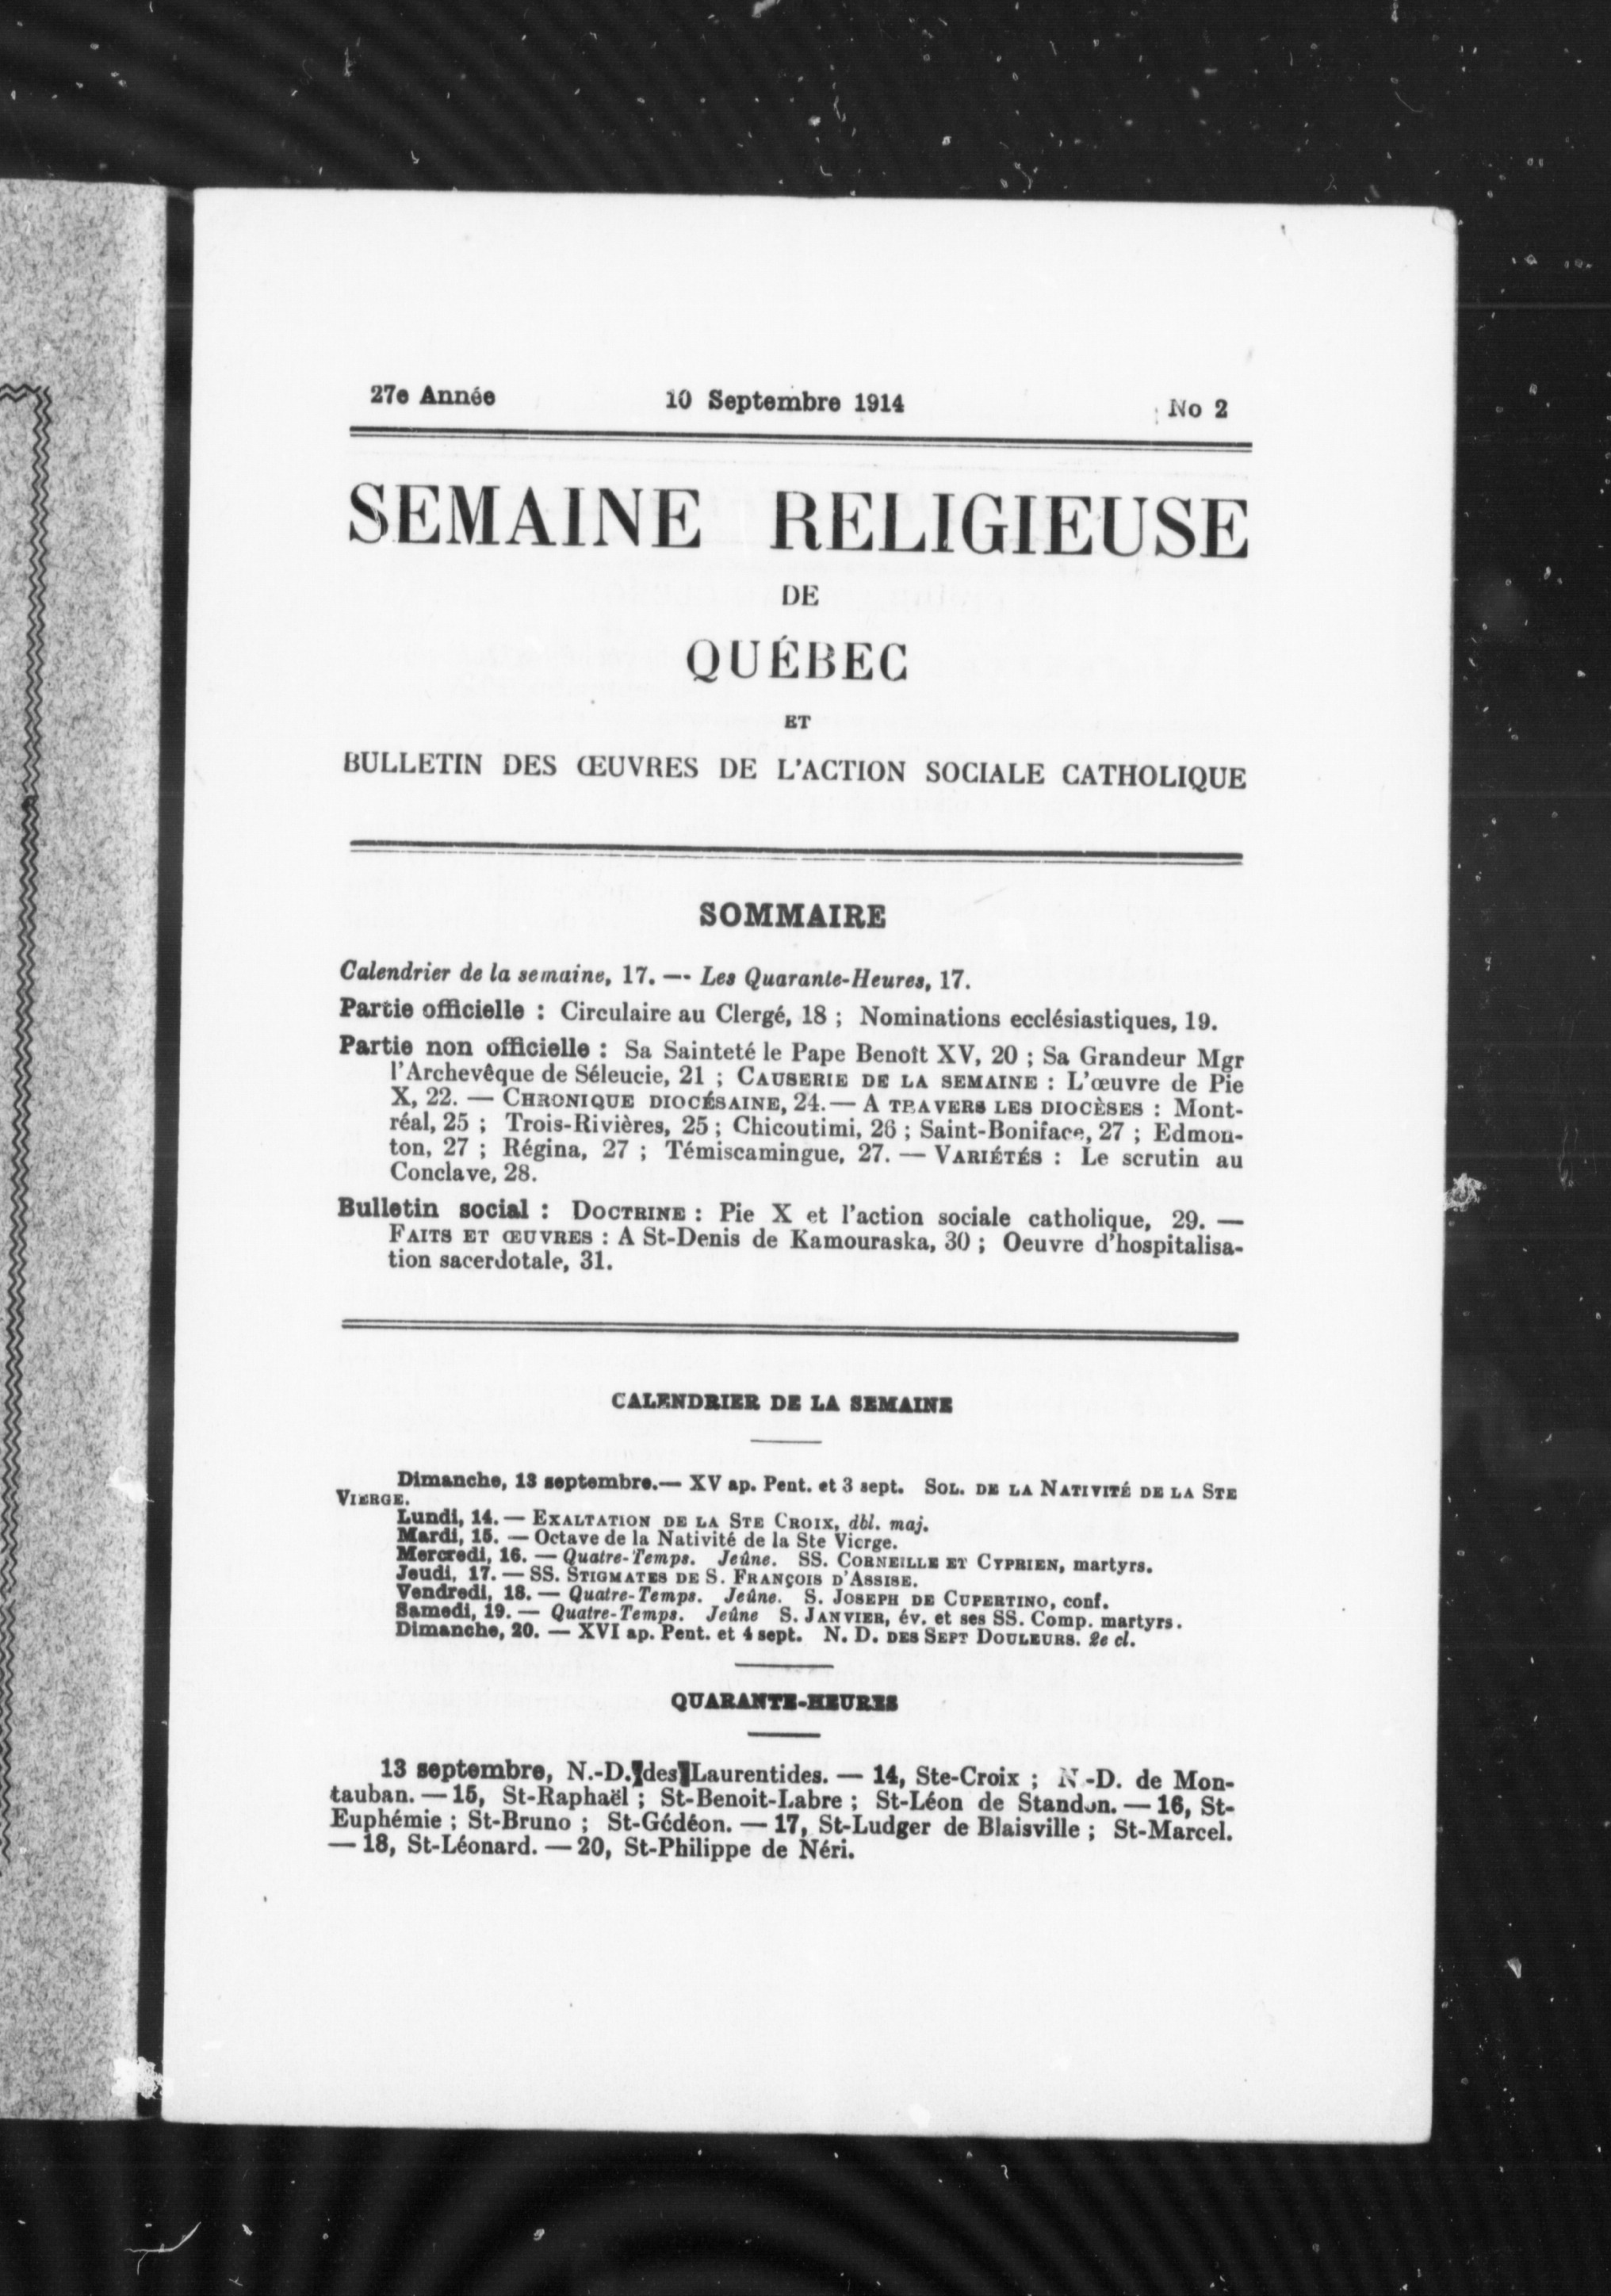 27e Année 10 Septembre 1914 No 2
SEMAINE RELIGIEUSE
DE
QUÉBEC
ET
BULLETIN DES ŒUVRES DE L'ACTION SOCIALE CATHOLIQUE
SOMMAIRE
Calendrier de la semaine, 17. — Les Quarante-Heures, 17.
Partie officielle : Circulaire au Clergé, 18 ; Nominations ecclésiastiques, 19.
Partie non officielle : Sa Sainteté le Pape Benoît XV, 20 ; Sa Grandeur Mgr
l'Archevêque de Séleucie, 21 ; CAUSERIE DE LA SEMAINE : L'œuvre de Pie
X, 22. — CHRONIQUE DIOCÉSAINE, 24. — A TRAVERS LES DIOCÈSES : Mont-
réal, 25 ; Trois-Rivières, 25 ; Chicoutimi, 26 ; Saint-Boniface, 27 ; Edmon-
ton, 27 ; Régina, 27 ; Témiscamingue, 27. — VARIÉTÉS : Le scrutin au
Conclave, 28.
Bulletin social : DOCTRINE : Pie X et l'action sociale catholique, 29. —
FAITS ET ŒUVRES : A St-Denis de Kamouraska, 30 ; Oeuvre d'hospitalisa-
tion sacerdotale, 31.
CALENDRIER DE LA SEMAINE
Dimanche, 13 septembre. — XV ap. Pent. et 3 sept. SOL. DE LA NATIVITÉ DE LA STE
VIERGE.
Lundi, 14. — EXALTATION DE LA STE CROIX, dbl. maj.
Mardi, 15. — Octave de la Nativité de la Ste Vierge.
Mercredi, 16. — Quatre-Temps. Jeûne. SS. CORNEILLE ET CYPRIEN, martyrs.
Jeudi, 17. — SS. STIGMATES DE S. FRANÇOIS D'ASSISE.
Vendredi, 18. — Quatre-Temps. Jeûne. S. JOSEPH DE CUPERTINO, conf.
Samedi, 19. — Quatre-Temps. Jeûne S. JANVIER, év. et ses SS. Comp. martyrs.
Dimanche, 20. — XVI ap. Pent. et 4 sept. N. D. DES SEPT DOULEURS. 2e cl.
QUARANTE-HEURES
13 septembre, N.-D. des Laurentides. — 14, Ste-Croix ; N.-D. de Mon-
tauban. — 15, St-Raphaël ; St-Benoit-Labre ; St-Léon de Standon. — 16, St-
Euphémie ; St-Bruno ; St-Gédéon. — 17, St-Ludger de Blaisville ; St-Marcel.
— 18, St-Léonard. — 20, St-Philippe de Néri.